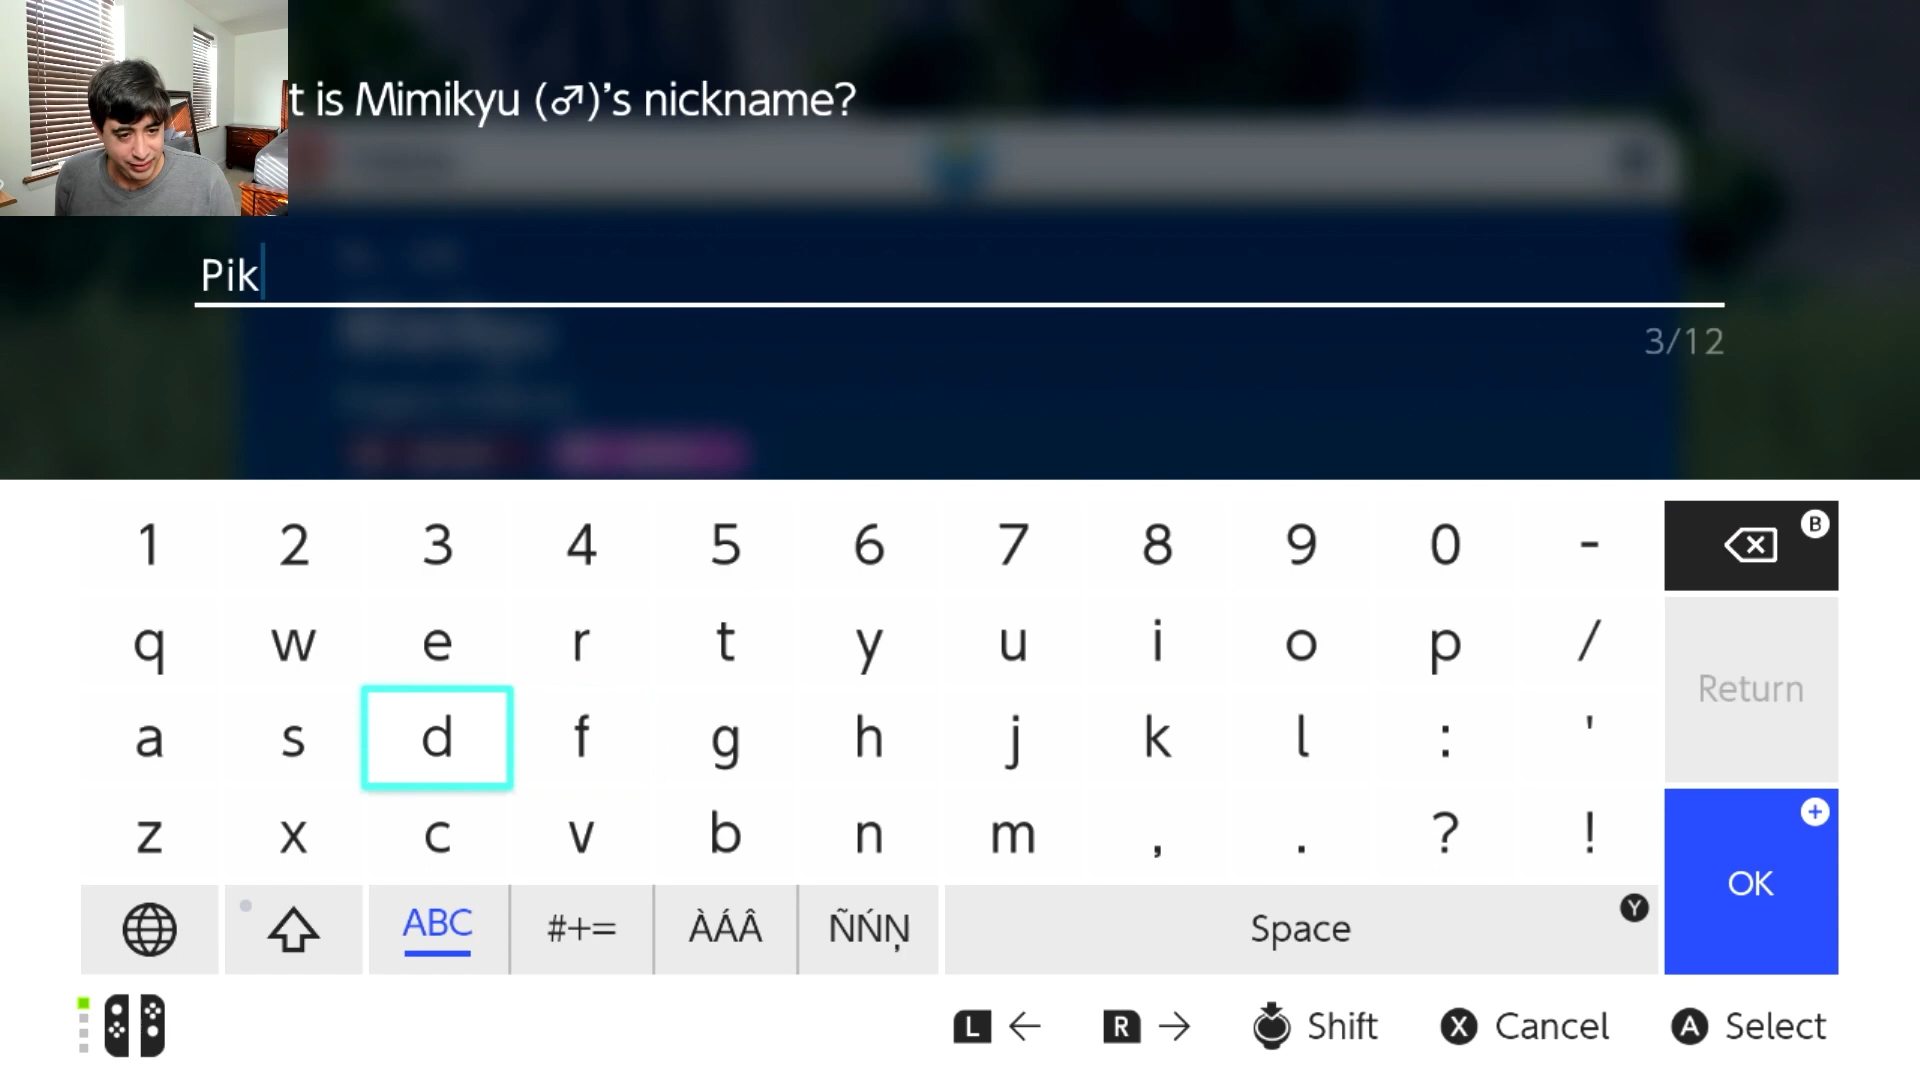 t is Mimikyu (♂)'s nickname?
Pik
3/12
1 2 3 4 5 6 7 8 9 0 - B
q w e r t y u i o p /
Return
a s d f g h j k l : '
z x c v b n m , . ? ! +
OK
ABC #+= ÀÁÂ ÑŃŅ Space Y
L ← R → Shift X Cancel A Select